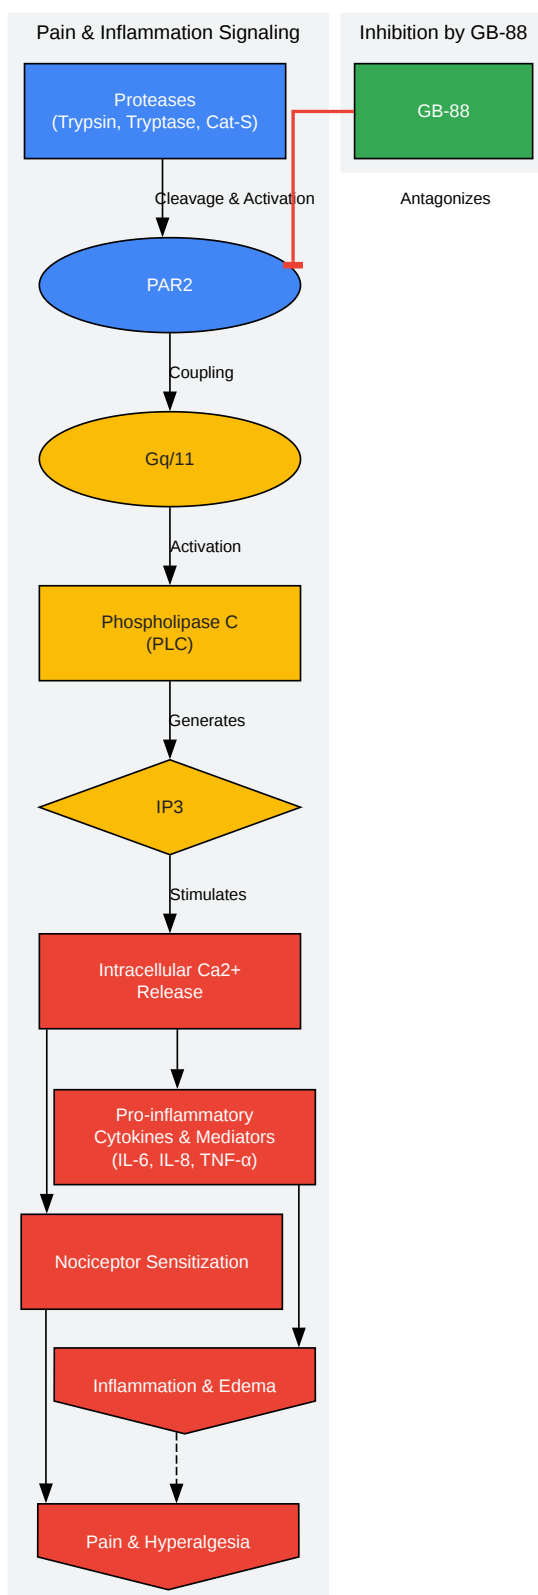 Pain & Inflammation Signaling
Inhibition by GB-88
Proteases
(Trypsin, Tryptase, Cat-S)
GB-88
Cleavage & Activation
Antagonizes
PAR2
Coupling
Gq/11
Activation
Phospholipase C
(PLC)
Generates
IP3
Stimulates
Intracellular Ca2+
Release
Pro-inflammatory
Cytokines & Mediators
(IL-6, IL-8, TNF-α)
Nociceptor Sensitization
Inflammation & Edema
Pain & Hyperalgesia